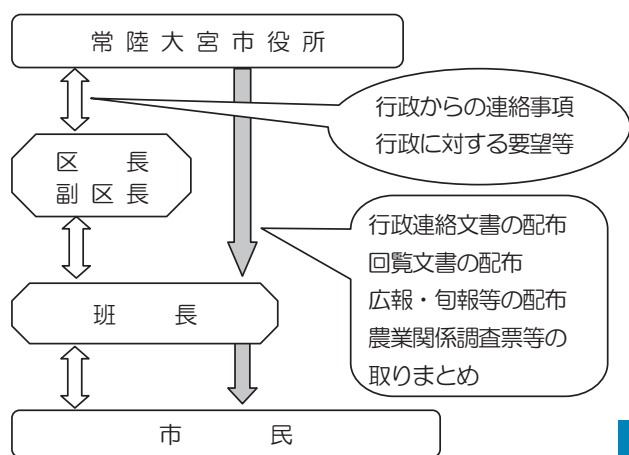 常陸大宮市役所
行政からの連絡事項
行政に対する要望等
区長
副区長
行政連絡文書の配布
回覧文書の配布
広報・旬報等の配布
農業関係調査票等の
取りまとめ
班長
市民